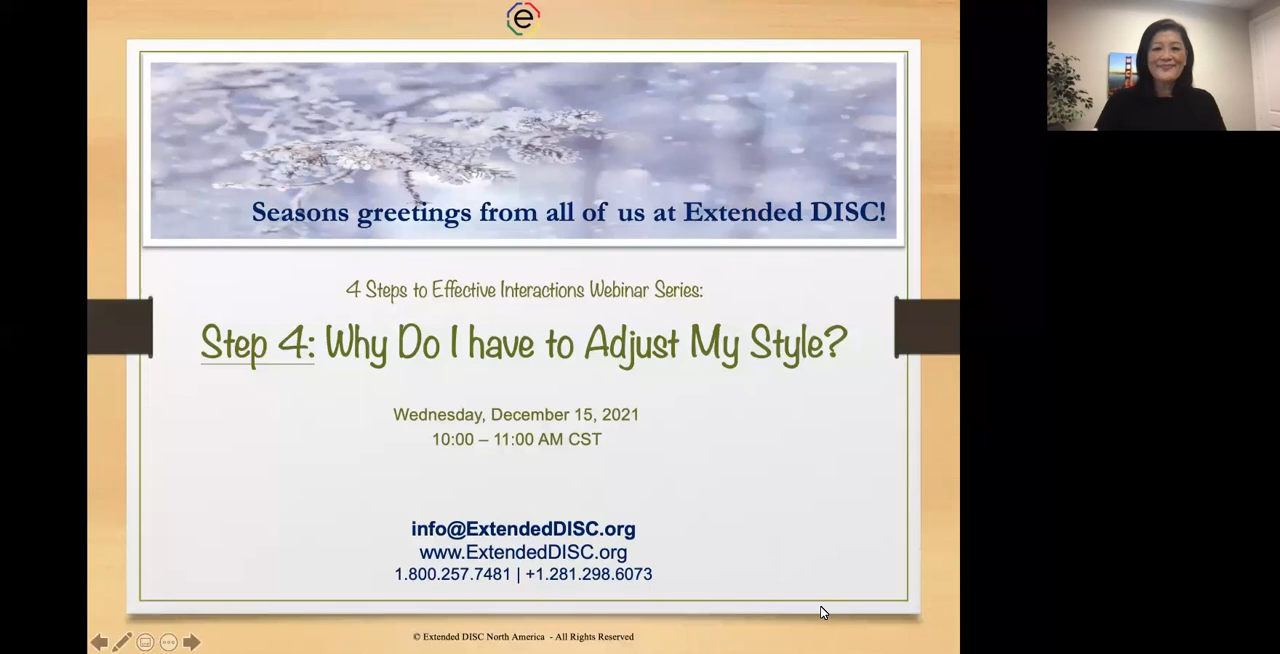 e
Seasons greetings from all of us at Extended DISC!
4 Steps to Effective Interactions Webinar Series:
Step 4: Why Do I have to Adjust My Style?
Wednesday, December 15, 2021
10:00 – 11:00 AM CST
info@ExtendedDISC.org
www.ExtendedDISC.org
1.800.257.7481 | +1.281.298.6073
© Extended DISC North America - All Rights Reserved